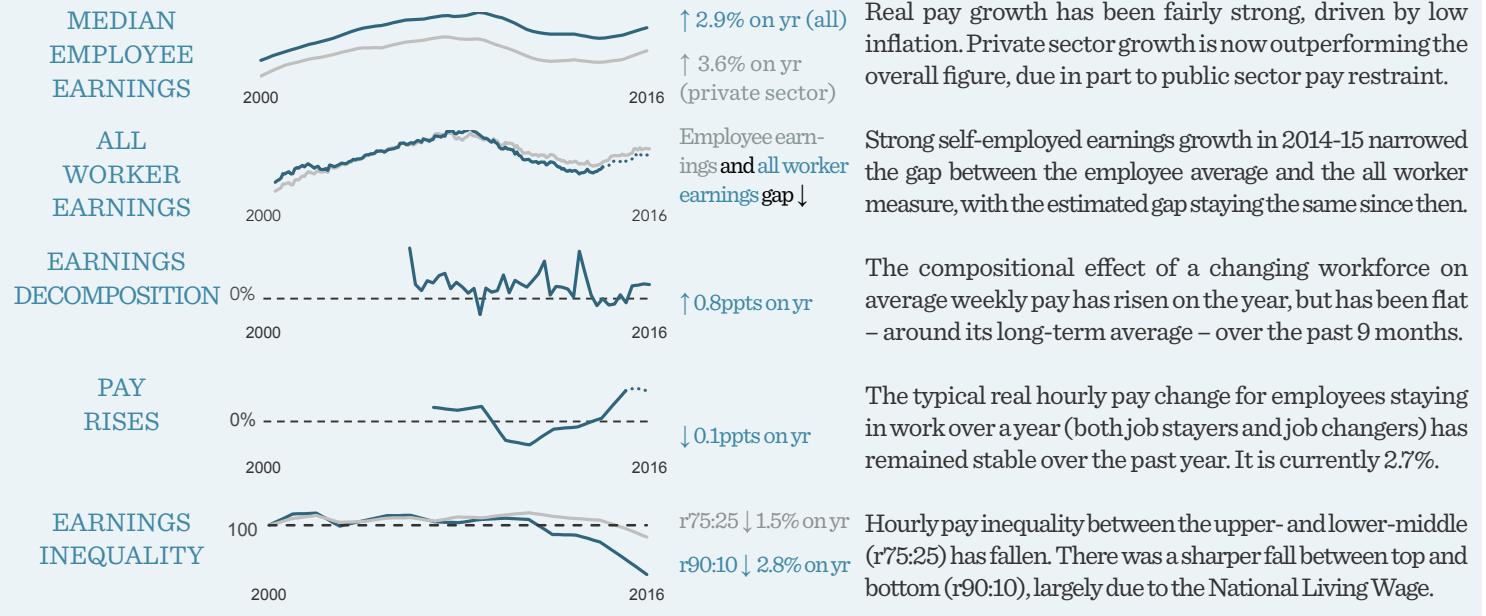 MEDIAN
EMPLOYEE
EARNINGS
2000
2016
↑ 2.9% on yr (all)
↑ 3.6% on yr
(private sector)
Real pay growth has been fairly strong, driven by low
inflation. Private sector growth is now outperforming the
overall figure, due in part to public sector pay restraint.
ALL
WORKER
EARNINGS
2000
2016
Employee earn-
ings and all worker
earnings gap ↓
Strong self-employed earnings growth in 2014-15 narrowed
the gap between the employee average and the all worker
measure, with the estimated gap staying the same since then.
EARNINGS
DECOMPOSITION
0%
2000
2016
↑ 0.8ppts on yr
The compositional effect of a changing workforce on
average weekly pay has risen on the year, but has been flat
– around its long-term average – over the past 9 months.
PAY
RISES
0%
2000
2016
↓ 0.1ppts on yr
The typical real hourly pay change for employees staying
in work over a year (both job stayers and job changers) has
remained stable over the past year. It is currently 2.7%.
EARNINGS
INEQUALITY
100
2000
2016
r75:25 ↓ 1.5% on yr
r90:10 ↓ 2.8% on yr
Hourly pay inequality between the upper- and lower-middle
(r75:25) has fallen. There was a sharper fall between top and
bottom (r90:10), largely due to the National Living Wage.